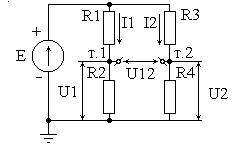 R1 I1 I2 R3
+
E
-
т.1 т.2
U12
R2 R4
U1 U2